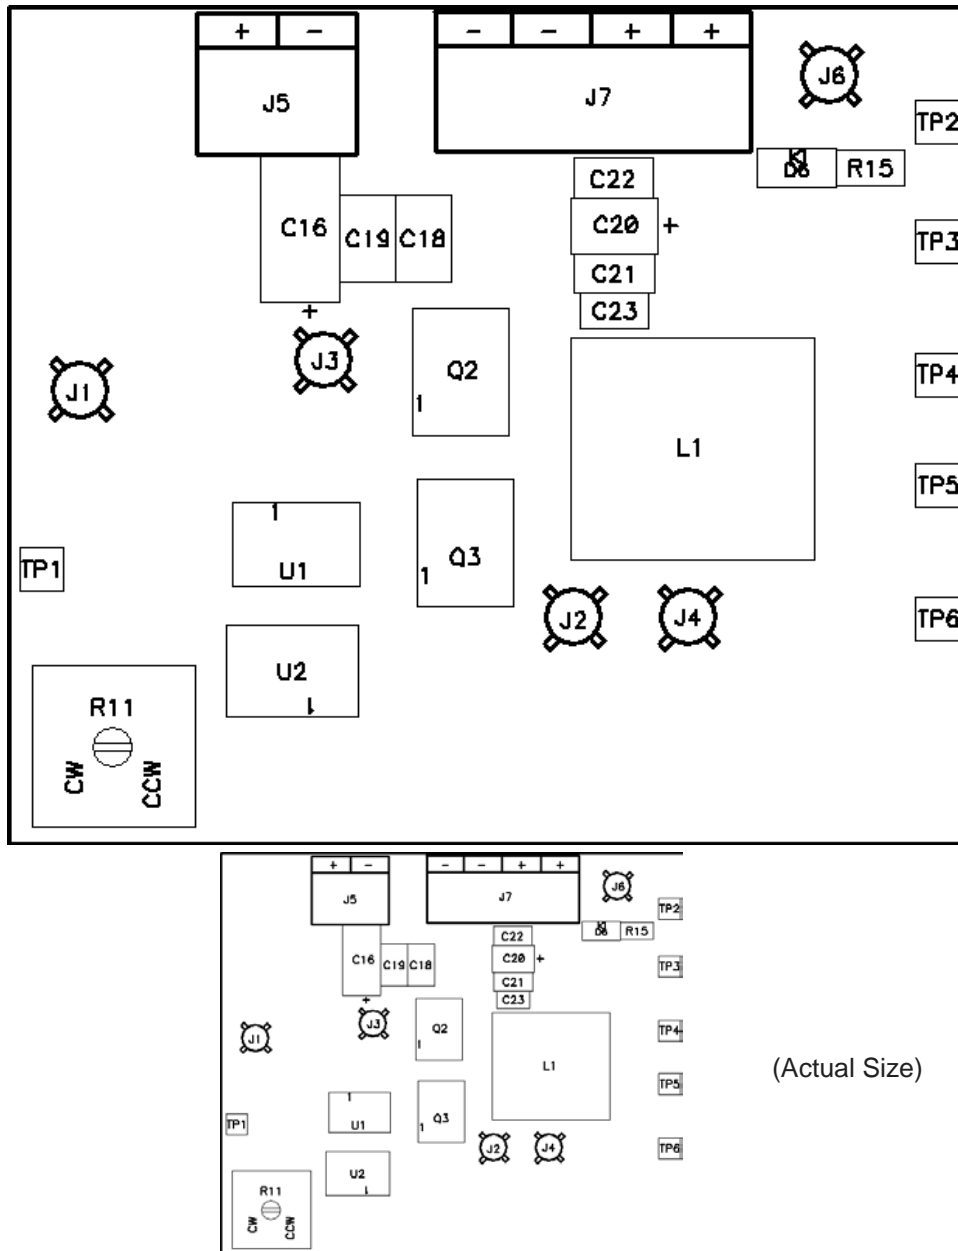 + -
- - + +
J5
J7
J6
TP2
D6 R15
C22
C16
C19 C18
C20 +
TP3
C21
C23
+
J3
J1
Q2
1
TP4
L1
TP5
1
U1
Q3
1
TP1
J2 J4
TP6
U2
1
R11
CW
CCW
+ -
- - + +
J5
J7
J6
TP2
D6 R15
C22
C16
C19 C18
C20 +
TP3
C21
C23
+
J3
J1
Q2
1
TP4
L1
(Actual Size)
TP5
1
U1
Q3
1
TP1
J2 J4
TP6
U2
1
R11
CW
CCW